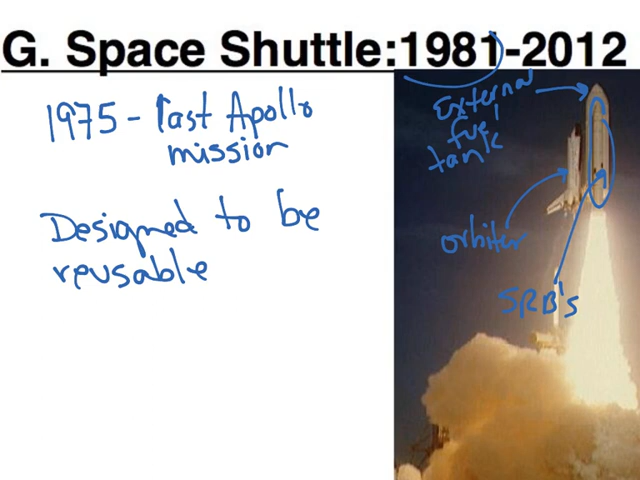 G. Space Shuttle:1981-2012
1975 - last Apollo
mission
Designed to be
reusable
External
fuel
tank
orbiter
SRB's